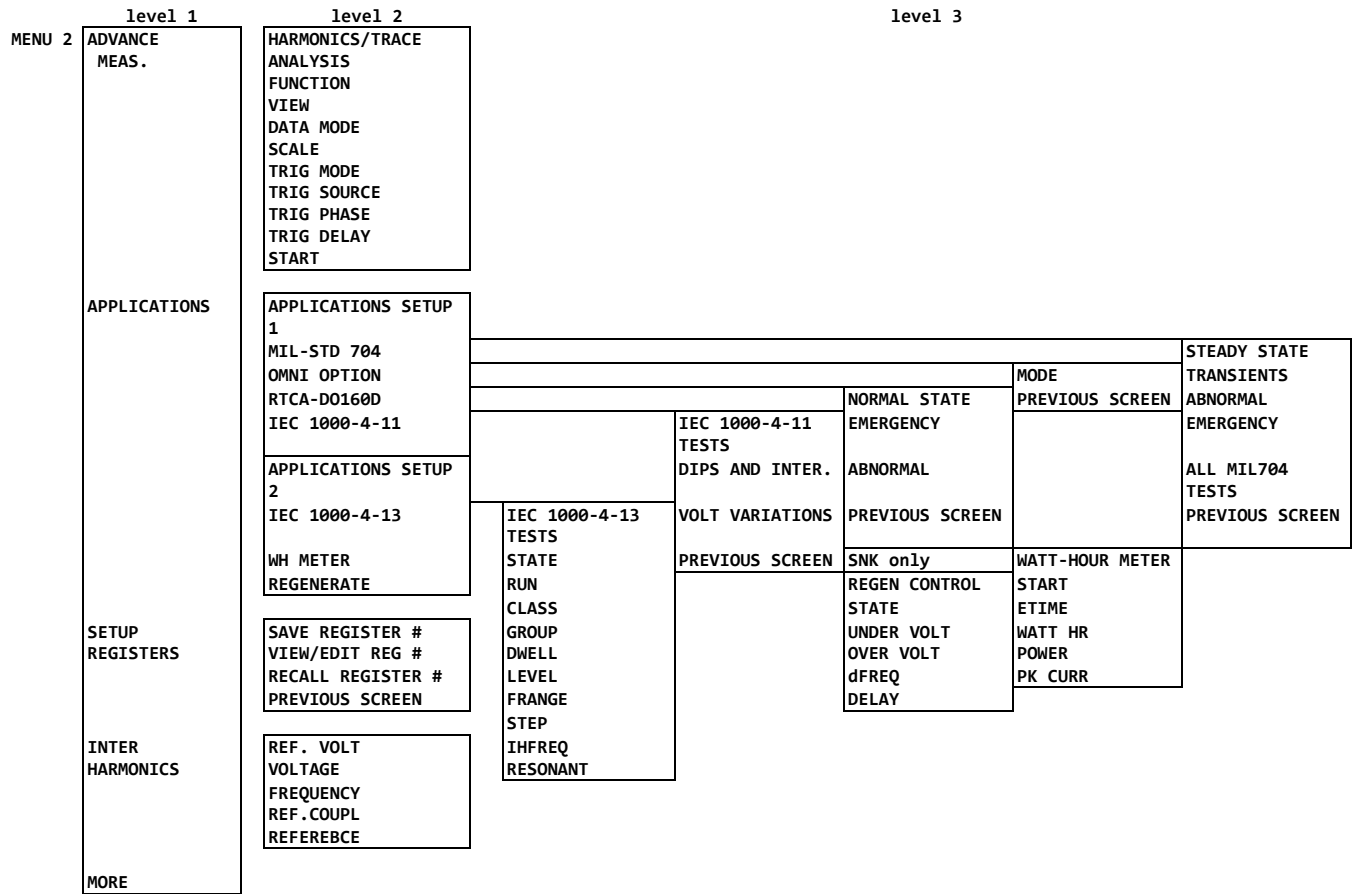 level 1
level 2
level 3
MENU 2
ADVANCE
MEAS.
HARMONICS/TRACE
ANALYSIS
FUNCTION
VIEW
DATA MODE
SCALE
TRIG MODE
TRIG SOURCE
TRIG PHASE
TRIG DELAY
START
APPLICATIONS
APPLICATIONS SETUP
1
MIL-STD 704
OMNI OPTION
RTCA-DO160D
IEC 1000-4-11
APPLICATIONS SETUP
2
IEC 1000-4-13
WH METER
REGENERATE
IEC 1000-4-13
TESTS
STATE
RUN
CLASS
GROUP
DWELL
LEVEL
FRANGE
STEP
IHFREQ
RESONANT
IEC 1000-4-11
TESTS
DIPS AND INTER.
VOLT VARIATIONS
PREVIOUS SCREEN
NORMAL STATE
EMERGENCY
ABNORMAL
PREVIOUS SCREEN
SNK only
REGEN CONTROL
STATE
UNDER VOLT
OVER VOLT
dFREQ
DELAY
MODE
PREVIOUS SCREEN
WATT-HOUR METER
START
ETIME
WATT HR
POWER
PK CURR
STEADY STATE
TRANSIENTS
ABNORMAL
EMERGENCY
ALL MIL704
TESTS
PREVIOUS SCREEN
SETUP
REGISTERS
SAVE REGISTER #
VIEW/EDIT REG #
RECALL REGISTER #
PREVIOUS SCREEN
INTER
HARMONICS
REF. VOLT
VOLTAGE
FREQUENCY
REF.COUPL
REFEREBCE
MORE